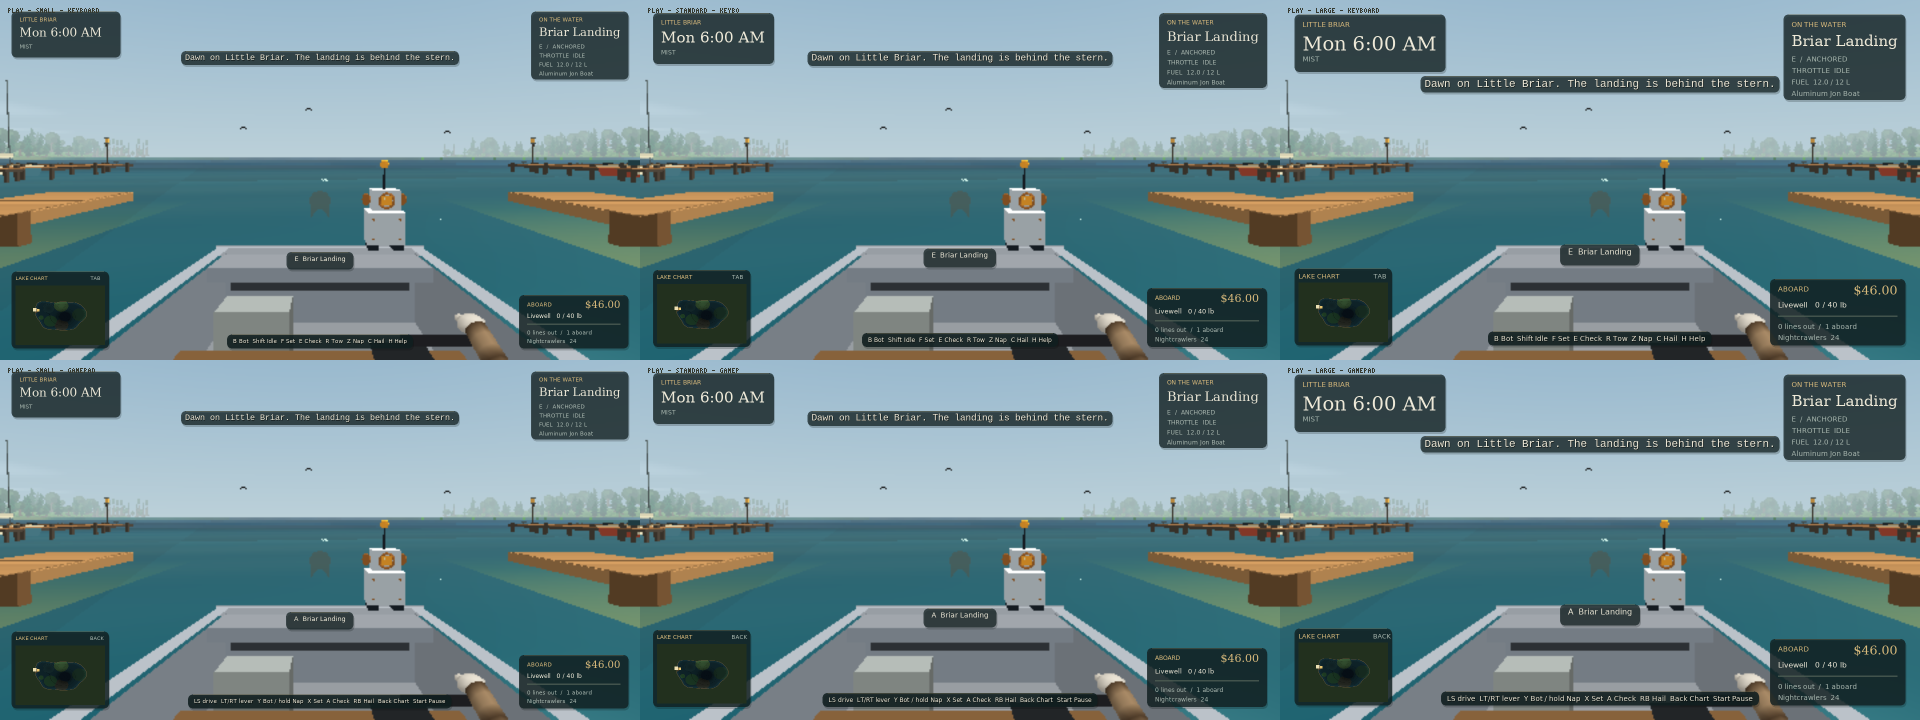 PLAY - SMALL - KEYBOARD
LITTLE BRIAR
Mon 6:00 AM
MIST
Dawn on Little Briar. The landing is behind the stern.
ON THE WATER
Briar Landing
E / ANCHORED
THROTTLE IDLE
FUEL 12.0 / 12 L
Aluminum Jon Boat
E Briar Landing
LAKE CHART TAB
ABOARD $46.00
Livewell 0 / 40 lb
0 lines out / 1 aboard
Nightcrawlers 24
B Bot Shift Idle F Set E Check R Tow Z Nap C Hail H Help
PLAY - STANDARD - KEYBO
LITTLE BRIAR
Mon 6:00 AM
MIST
Dawn on Little Briar. The landing is behind the stern.
ON THE WATER
Briar Landing
E / ANCHORED
THROTTLE IDLE
FUEL 12.0 / 12 L
Aluminum Jon Boat
E Briar Landing
LAKE CHART TAB
ABOARD $46.00
Livewell 0 / 40 lb
0 lines out / 1 aboard
Nightcrawlers 24
B Bot Shift Idle F Set E Check R Tow Z Nap C Hail H Help
PLAY - LARGE - KEYBOARD
LITTLE BRIAR
Mon 6:00 AM
MIST
Dawn on Little Briar. The landing is behind the stern.
ON THE WATER
Briar Landing
E / ANCHORED
THROTTLE IDLE
FUEL 12.0 / 12 L
Aluminum Jon Boat
E Briar Landing
LAKE CHART TAB
ABOARD $46.00
Livewell 0 / 40 lb
0 lines out / 1 aboard
Nightcrawlers 24
B Bot Shift Idle F Set E Check R Tow Z Nap C Hail H Help
PLAY - SMALL - GAMEPAD
LITTLE BRIAR
Mon 6:00 AM
MIST
Dawn on Little Briar. The landing is behind the stern.
ON THE WATER
Briar Landing
E / ANCHORED
THROTTLE IDLE
FUEL 12.0 / 12 L
Aluminum Jon Boat
A Briar Landing
LAKE CHART BACK
ABOARD $46.00
Livewell 0 / 40 lb
0 lines out / 1 aboard
Nightcrawlers 24
LS drive LT/RT lever Y Bot / hold Nap X Set A Check RB Hail Back Chart Start Pause
PLAY - STANDARD - GAMEP
LITTLE BRIAR
Mon 6:00 AM
MIST
Dawn on Little Briar. The landing is behind the stern.
ON THE WATER
Briar Landing
E / ANCHORED
THROTTLE IDLE
FUEL 12.0 / 12 L
Aluminum Jon Boat
A Briar Landing
LAKE CHART BACK
ABOARD $46.00
Livewell 0 / 40 lb
0 lines out / 1 aboard
Nightcrawlers 24
LS drive LT/RT lever Y Bot / hold Nap X Set A Check RB Hail Back Chart Start Pause
PLAY - LARGE - GAMEPAD
LITTLE BRIAR
Mon 6:00 AM
MIST
Dawn on Little Briar. The landing is behind the stern.
ON THE WATER
Briar Landing
E / ANCHORED
THROTTLE IDLE
FUEL 12.0 / 12 L
Aluminum Jon Boat
A Briar Landing
LAKE CHART BACK
ABOARD $46.00
Livewell 0 / 40 lb
0 lines out / 1 aboard
Nightcrawlers 24
LS drive LT/RT lever Y Bot / hold Nap X Set A Check RB Hail Back Chart Start Pause